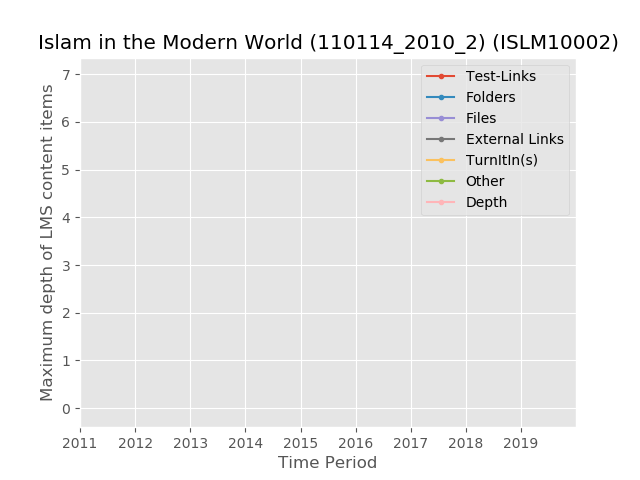 Islam in the Modern World (110114_2010_2) (ISLM10002)
Maximum depth of LMS content items
7
6
5
4
3
2
1
0
Test-Links
Folders
Files
External Links
TurnItIn(s)
Other
Depth
2011 2012 2013 2014 2015 2016 2017 2018 2019
Time Period